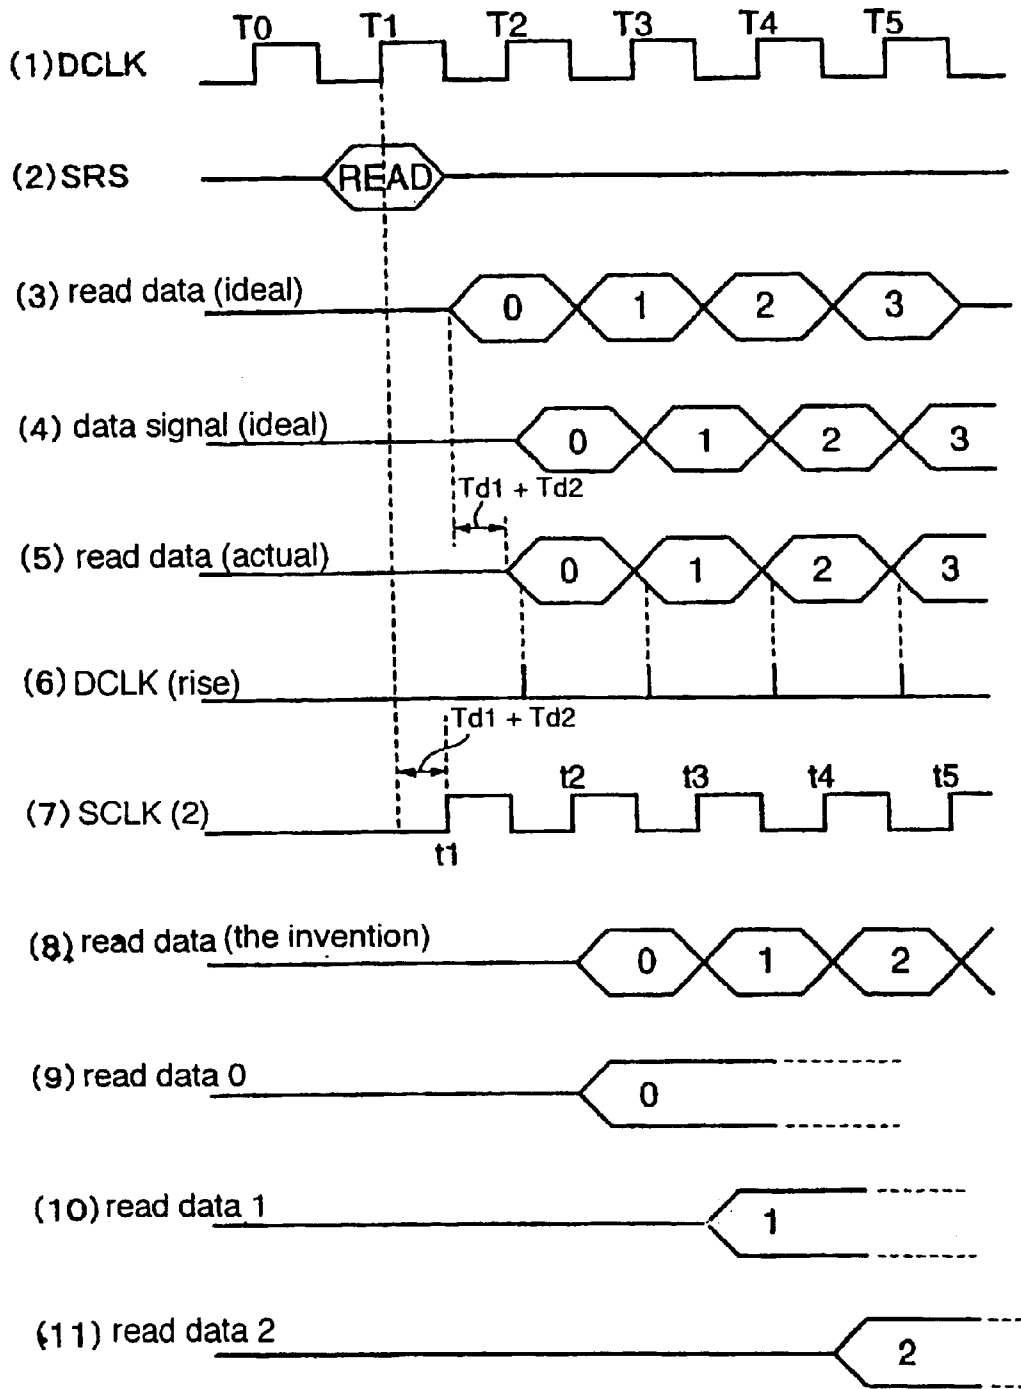 T0 T1 T2 T3 T4 T5
(1) DCLK
(2) SRS READ
(3) read data (ideal) 0 1 2 3
(4) data signal (ideal) 0 1 2 3
Td1 + Td2
(5) read data (actual) 0 1 2 3
(6) DCLK (rise)
Td1 + Td2
t2 t3 t4 t5
(7) SCLK (2)
t1
(8) read data (the invention) 0 1 2
(9) read data 0 0
(10) read data 1 1
(11) read data 2 2